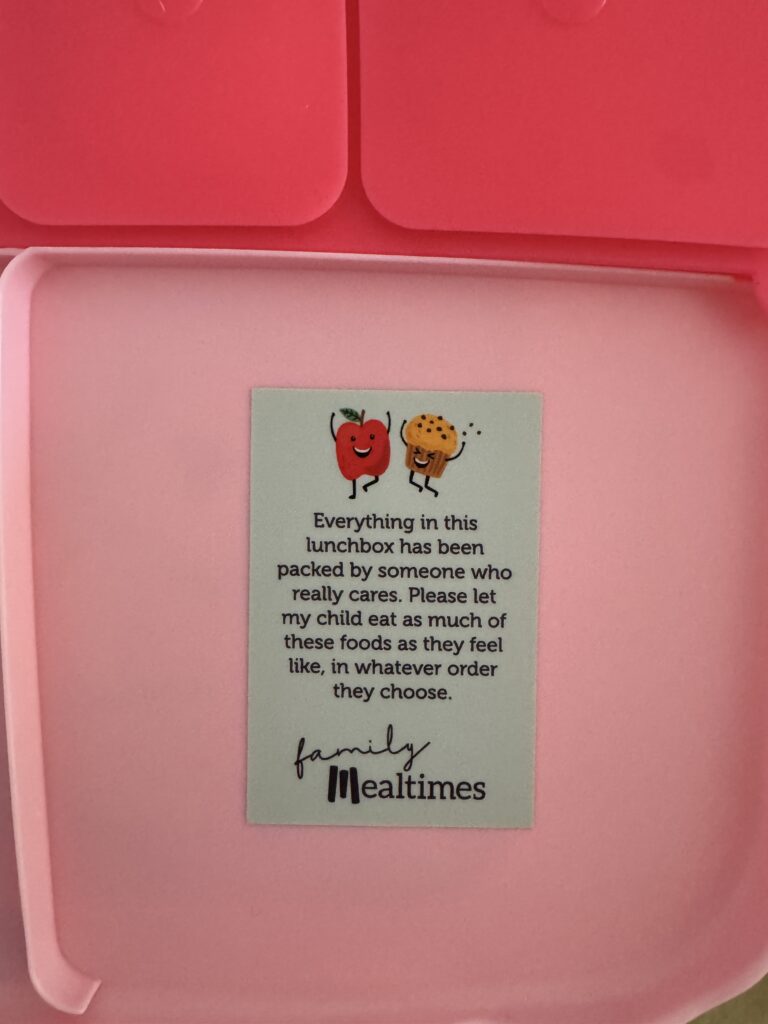 Everything in this
lunchbox has been
packed by someone who
really cares. Please let
my child eat as much of
these foods as they feel
like, in whatever order
they choose.
family
Mealtimes